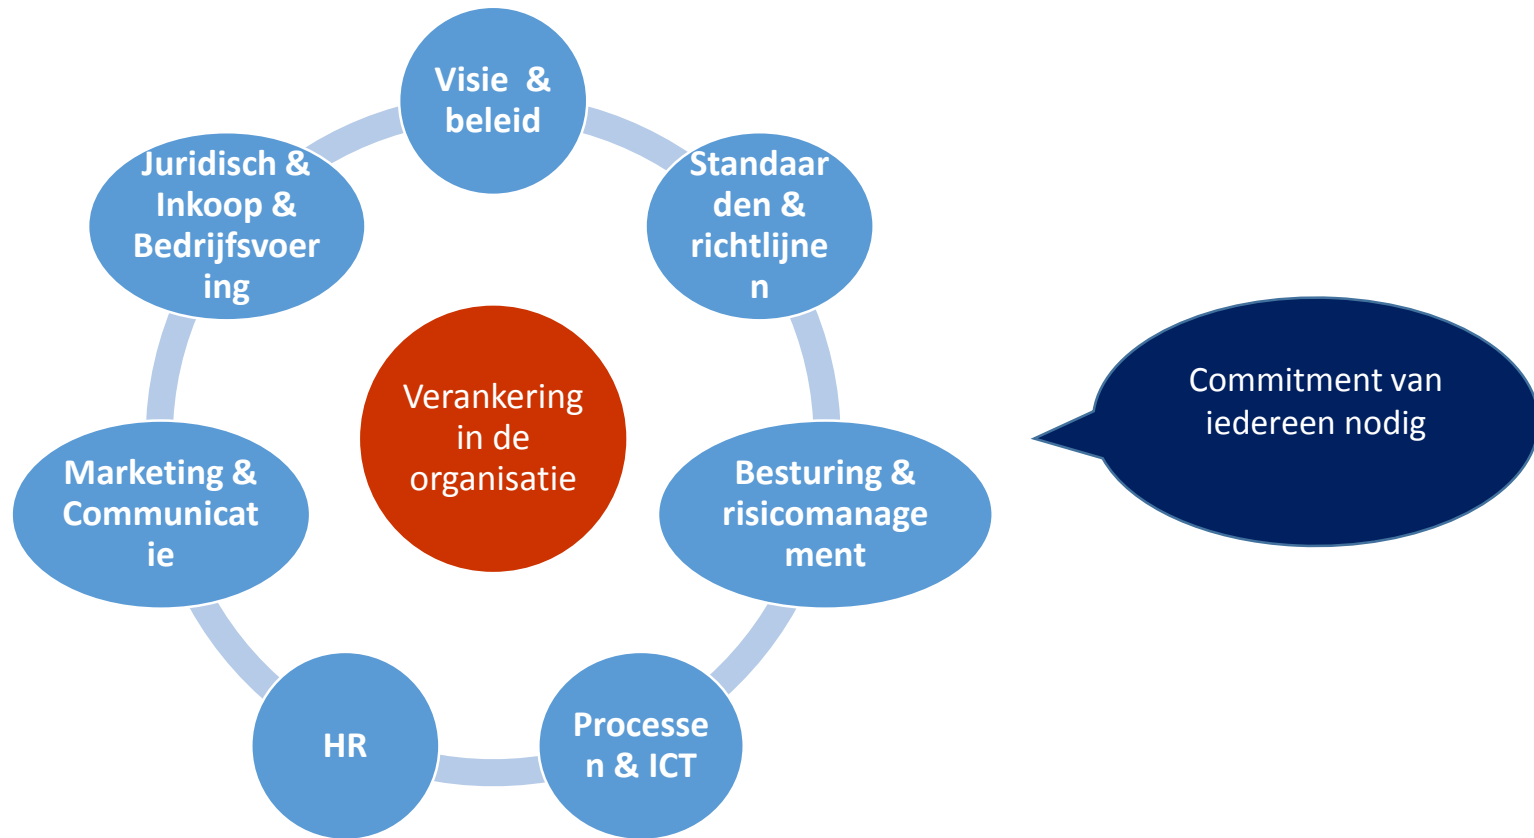 Visie  &
beleid
Standaar
den &
richtlijne
n
Besturing &
risicomanage
ment
Processe
n & ICT
HR
Marketing &
Communicat
ie
Juridisch &
Inkoop &
Bedrijfsvoer
ing
Verankering
in de
organisatie
Commitment van
iedereen nodig